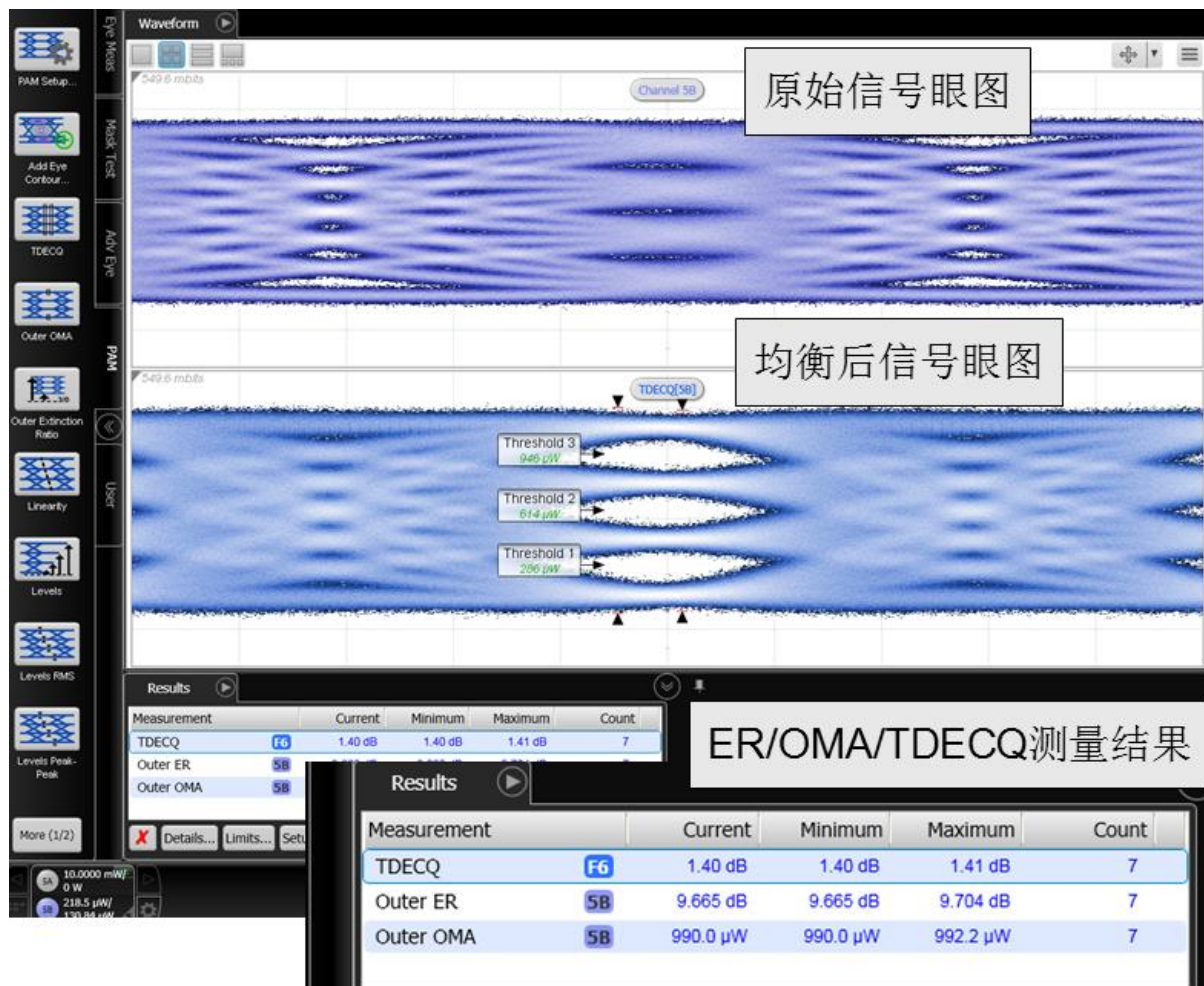 Waveform
Eye Meas
Mask Test
Adv Eye
PAM
User
PAM Setup...
Add Eye
Contour...
TDECQ
Outer OMA
Outer Extinction
Ratio
Linearity
Levels
Levels RMS
Levels Peak-
Peak
More (1/2)
549.6 mbits
Channel 5B
原始信号眼图
均衡后信号眼图
549.6 mbits
TDECQ[5B]
Threshold 3
946 µW
Threshold 2
614 µW
Threshold 1
286 µW
Results
Measurement Current Minimum Maximum Count
TDECQ F6 1.40 dB 1.40 dB 1.41 dB 7
Outer ER 5B
Outer OMA 5B
Details... Limits...
5A 10.0000 mW/
0 W
5B 218.5 µW/
130.84 µW
ER/OMA/TDECQ测量结果
Results
Measurement Current Minimum Maximum Count
TDECQ F6 1.40 dB 1.40 dB 1.41 dB 7
Outer ER 5B 9.665 dB 9.665 dB 9.704 dB 7
Outer OMA 5B 990.0 µW 990.0 µW 992.2 µW 7